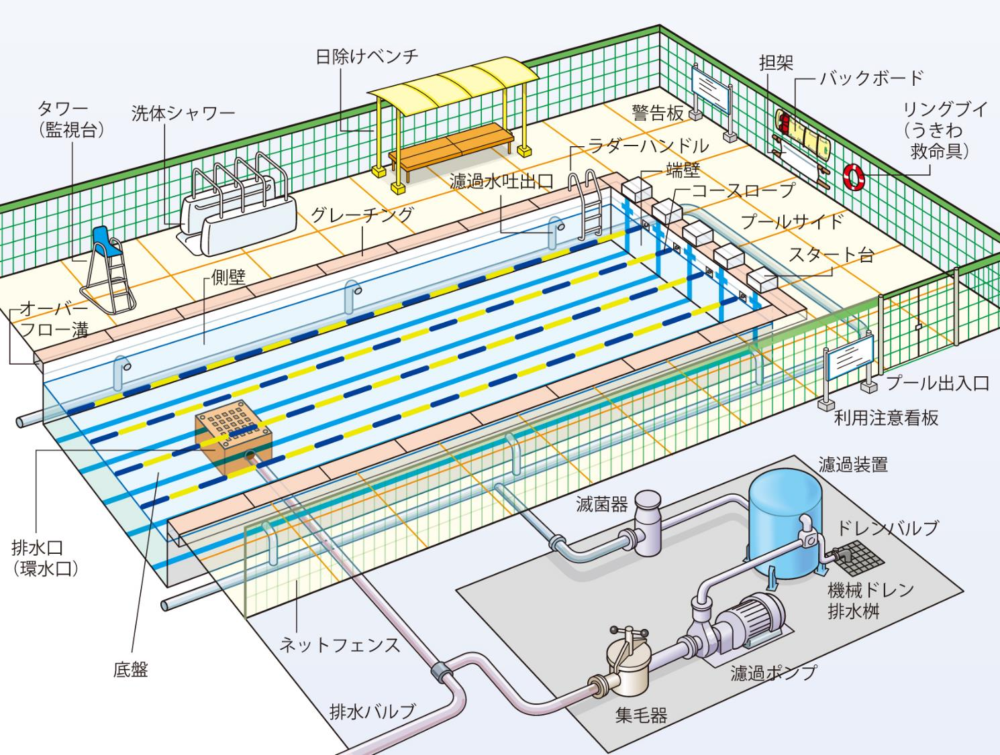 日除けベンチ
担架
バックボード
タワー
（監視台）
洗体シャワー
警告板
リングブイ
（うきわ
救命具）
ラダーハンドル
端壁
濾過水吐出口
コースロープ
グレーチング
プールサイド
スタート台
側壁
オーバー
フロー溝
プール出入口
利用注意看板
濾過装置
滅菌器
ドレンバルブ
排水口
（環水口）
機械ドレン
排水桝
ネットフェンス
底盤
濾過ポンプ
排水バルブ
集毛器